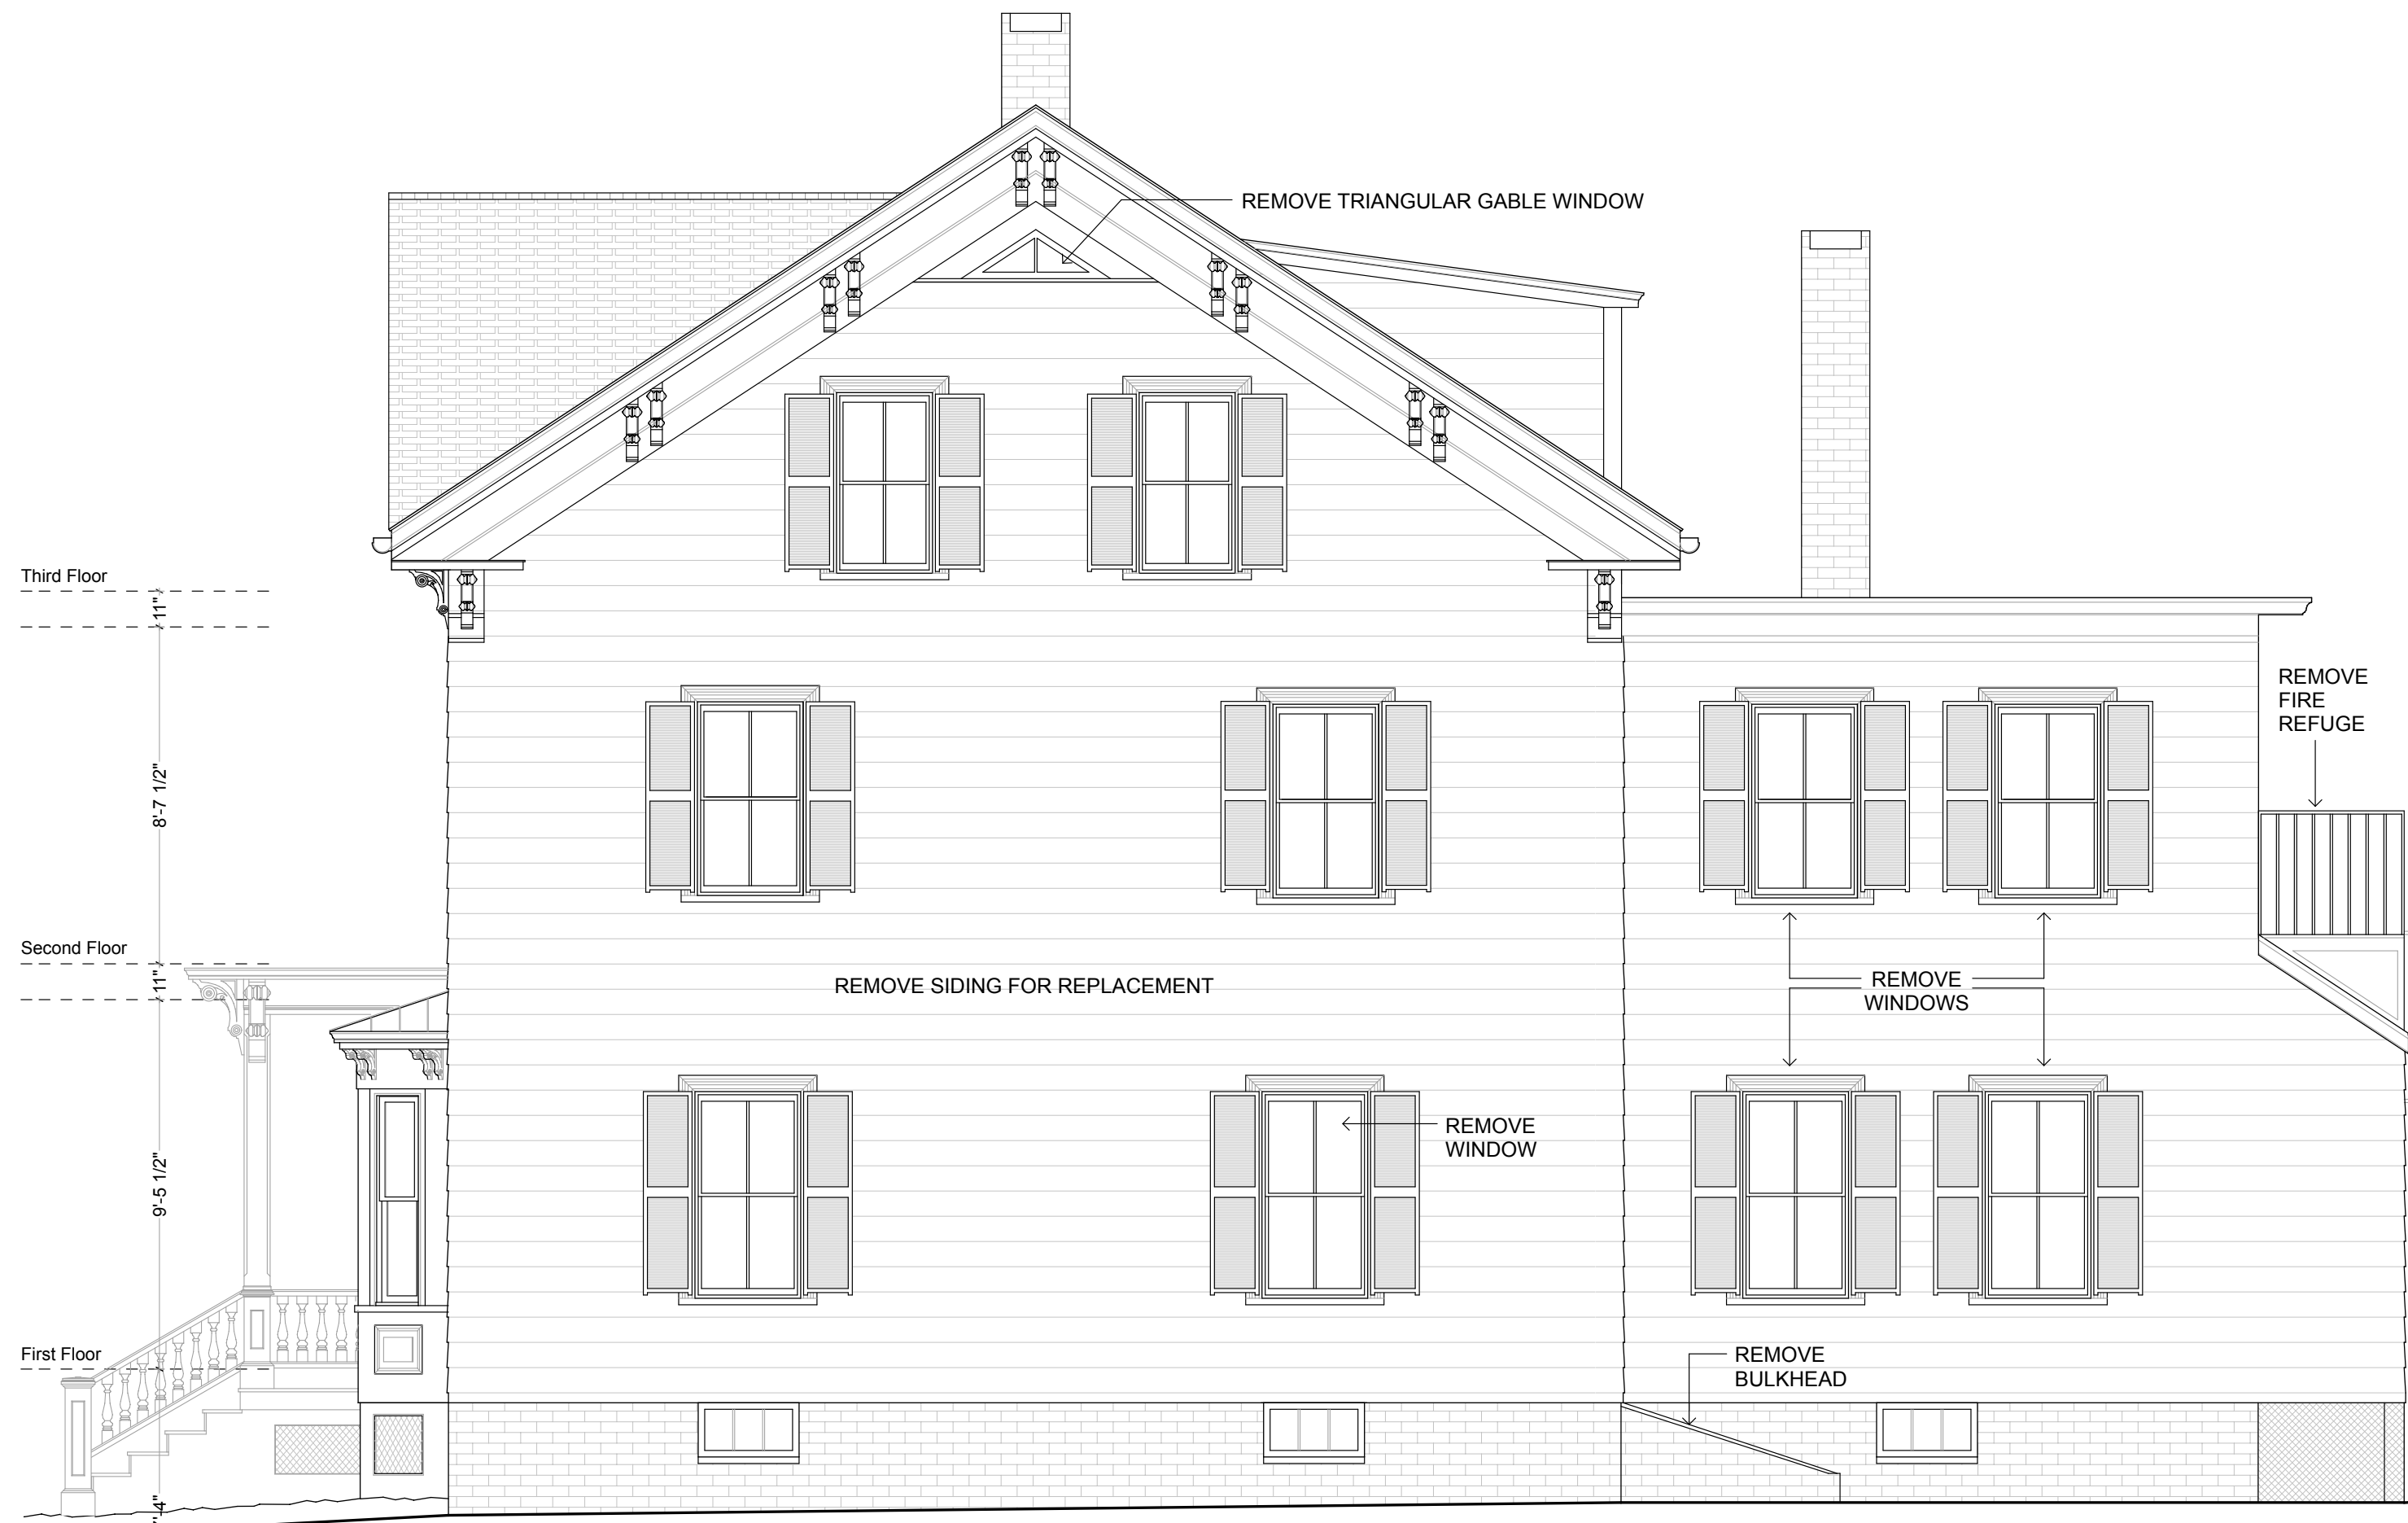 REMOVE TRIANGULAR GABLE WINDOW
Third Floor
11"
8'-7 1/2"
REMOVE
FIRE
REFUGE
Second Floor
11"
REMOVE SIDING FOR REPLACEMENT
REMOVE
WINDOWS
9'-5 1/2"
REMOVE
WINDOW
First Floor
REMOVE
BULKHEAD